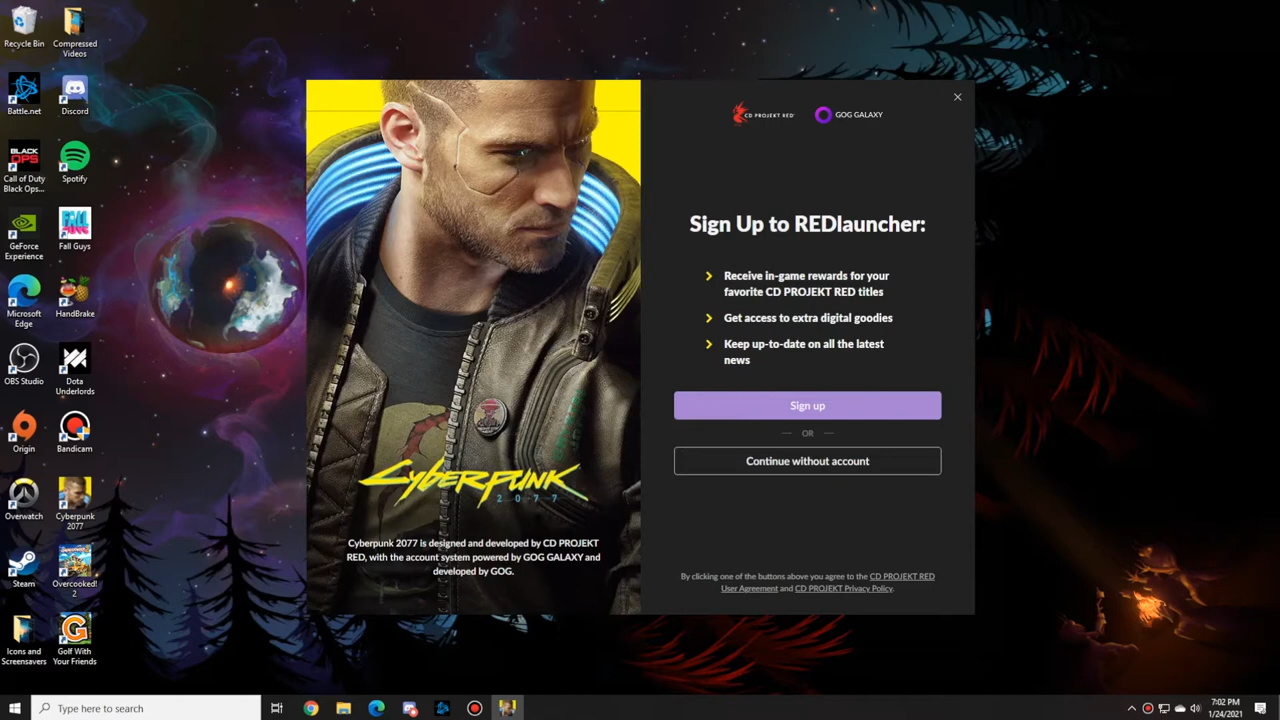 Recycle Bin
Compressed
Videos
Battle.net
Discord
BLACK
OPS
Call of Duty
Black Ops...
Spotify
GeForce
Experience
FALL
GUYS
Fall Guys
Microsoft
Edge
HandBrake
OBS Studio
Dota
Underlords
Origin
Bandicam
Overwatch
Cyberpunk
2077
Steam
Overcooked!
2
Icons and
Screensavers
Golf With
Your Friends
Cyberpunk
2077
Cyberpunk 2077 is designed and developed by CD PROJEKT
RED, with the account system powered by GOG GALAXY and
developed by GOG.
CD PROJEKT RED
GOG GALAXY
Sign Up to REDlauncher:
Receive in-game rewards for your
favorite CD PROJEKT RED titles
Get access to extra digital goodies
Keep up-to-date on all the latest
news
Sign up
OR
Continue without account
By clicking one of the buttons above you agree to the CD PROJEKT RED
User Agreement and CD PROJEKT Privacy Policy.
Type here to search
7:02 PM
1/24/2021